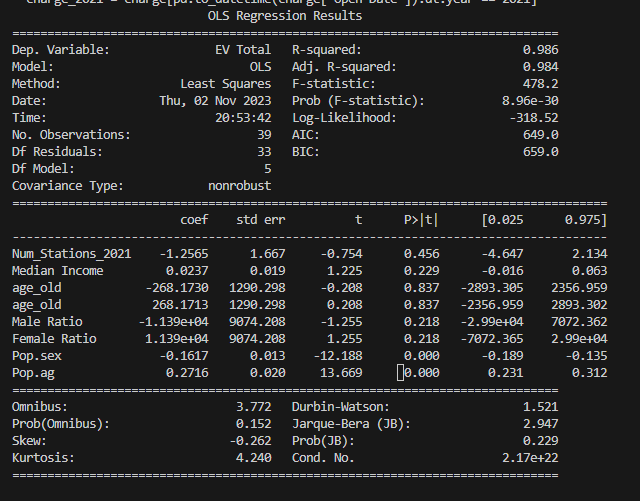 charge_2021 = charge[pd.to_datetime(charge["Open Date"]).dt.year == 2021]
OLS Regression Results
==============================================================================
Dep. Variable: EV Total R-squared: 0.986
Model: OLS Adj. R-squared: 0.984
Method: Least Squares F-statistic: 478.2
Date: Thu, 02 Nov 2023 Prob (F-statistic): 8.96e-30
Time: 20:53:42 Log-Likelihood: -318.52
No. Observations: 39 AIC: 649.0
Df Residuals: 33 BIC: 659.0
Df Model: 5
Covariance Type: nonrobust
==============================================================================
coef std err t P>|t| [0.025 0.975]
------------------------------------------------------------------------------
Num_Stations_2021 -1.2565 1.667 -0.754 0.456 -4.647 2.134
Median Income 0.0237 0.019 1.225 0.229 -0.016 0.063
age_old -268.1730 1290.298 -0.208 0.837 -2893.305 2356.959
age_old 268.1713 1290.298 0.208 0.837 -2356.959 2893.302
Male Ratio -1.139e+04 9074.208 -1.255 0.218 -2.99e+04 7072.362
Female Ratio 1.139e+04 9074.208 1.255 0.218 -7072.365 2.99e+04
Pop.sex -0.1617 0.013 -12.188 0.000 -0.189 -0.135
Pop.ag 0.2716 0.020 13.669 0.000 0.231 0.312
==============================================================================
Omnibus: 3.772 Durbin-Watson: 1.521
Prob(Omnibus): 0.152 Jarque-Bera (JB): 2.947
Skew: -0.262 Prob(JB): 0.229
Kurtosis: 4.240 Cond. No. 2.17e+22
==============================================================================